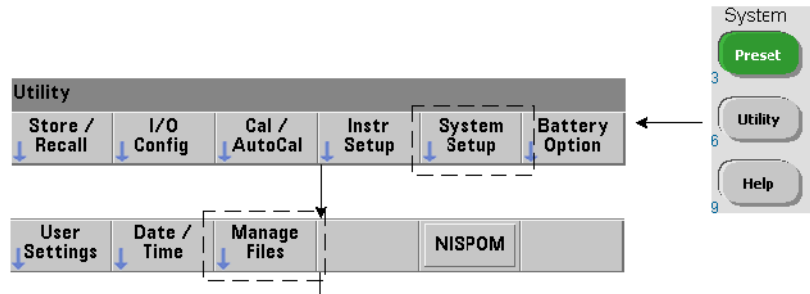 System
Preset
3
Utility
6
Help
9
Utility
Store / Recall
I/O Config
Cal / AutoCal
Instr Setup
System Setup
Battery Option
User Settings
Date / Time
Manage Files
NISPOM